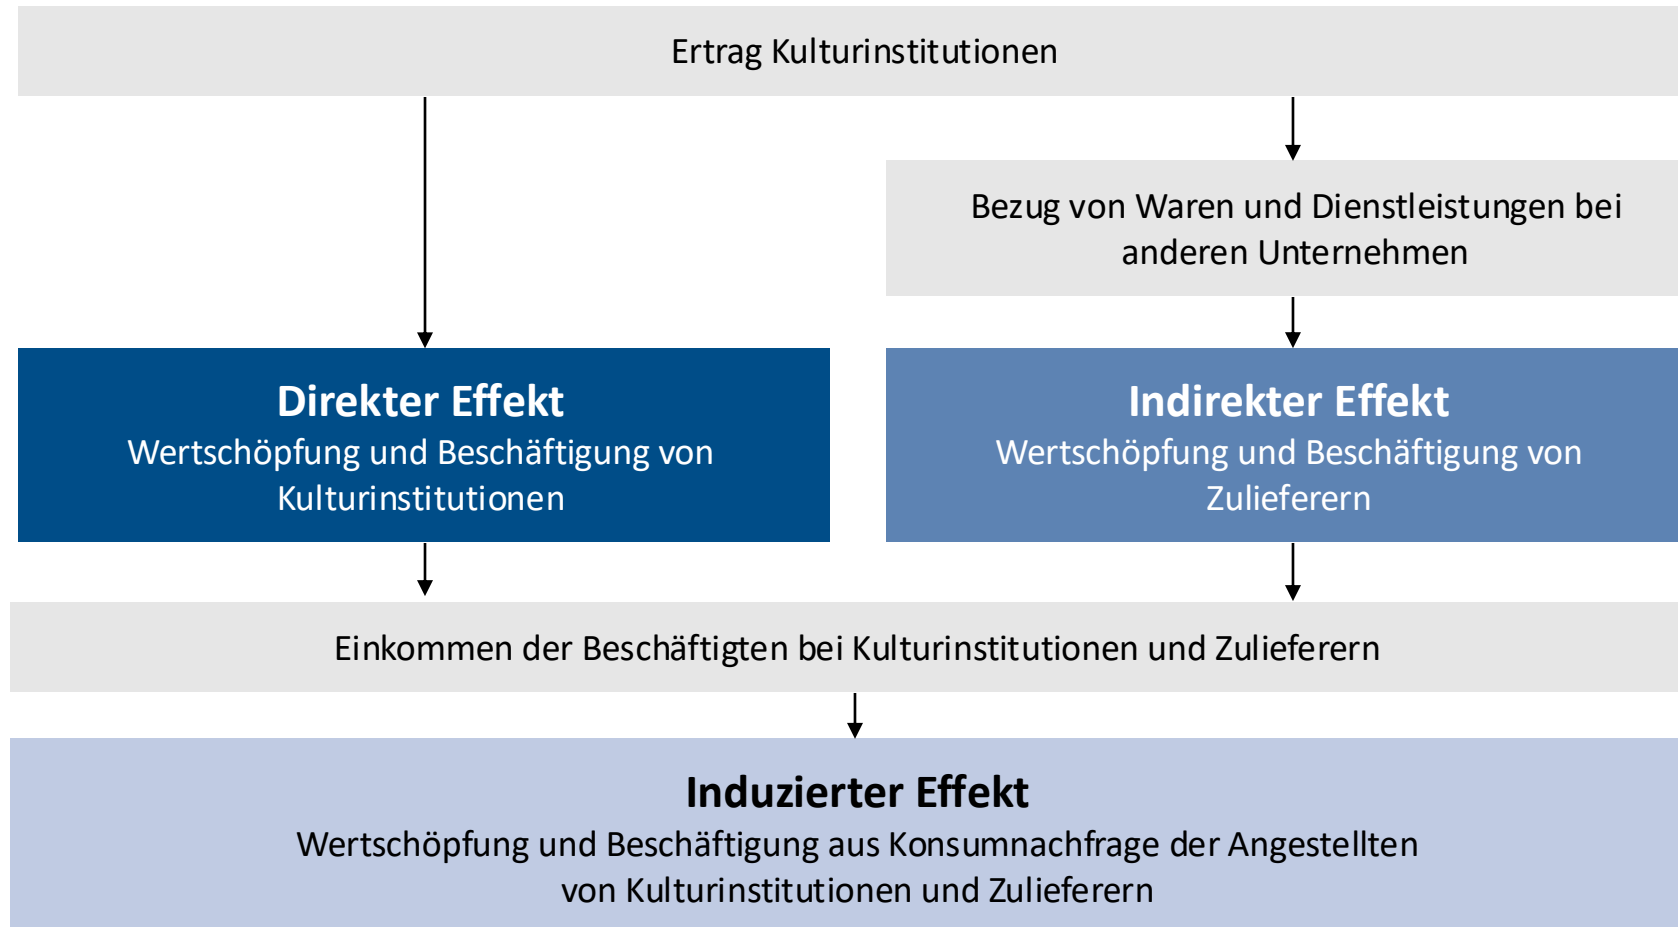 Ertrag Kulturinstitutionen
Bezug von Waren und Dienstleistungen bei
anderen Unternehmen
Direkter Effekt
Wertschöpfung und Beschäftigung von
Kulturinstitutionen
Indirekter Effekt
Wertschöpfung und Beschäftigung von
Zulieferern
Einkommen der Beschäftigten bei Kulturinstitutionen und Zulieferern
Induzierter Effekt
Wertschöpfung und Beschäftigung aus Konsumnachfrage der Angestellten
von Kulturinstitutionen und Zulieferern